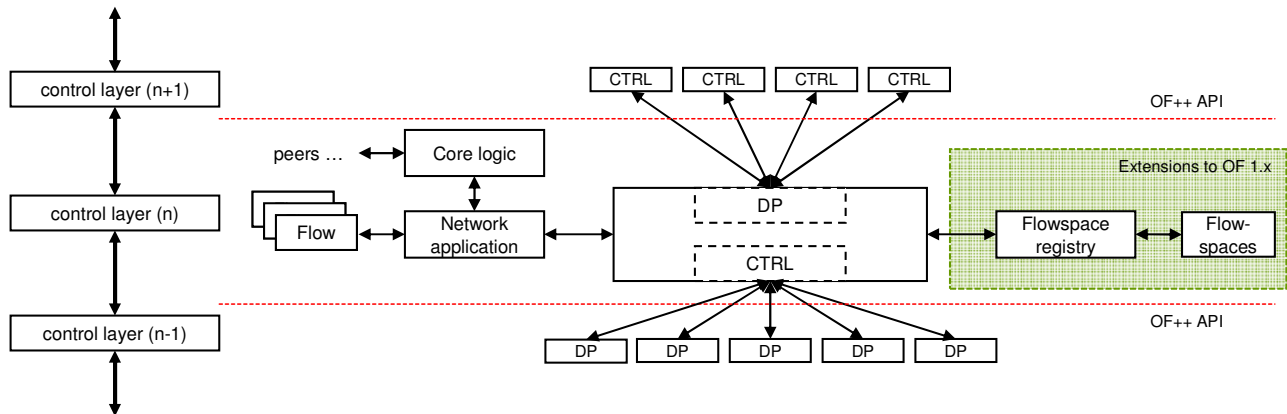 control layer (n+1)
CTRL
CTRL
CTRL
CTRL
OF++ API
peers …
Core logic
Extensions to OF 1.x
control layer (n)
Flow
Network
application
DP
CTRL
Flowspace
registry
Flow-
spaces
control layer (n-1)
OF++ API
DP
DP
DP
DP
DP